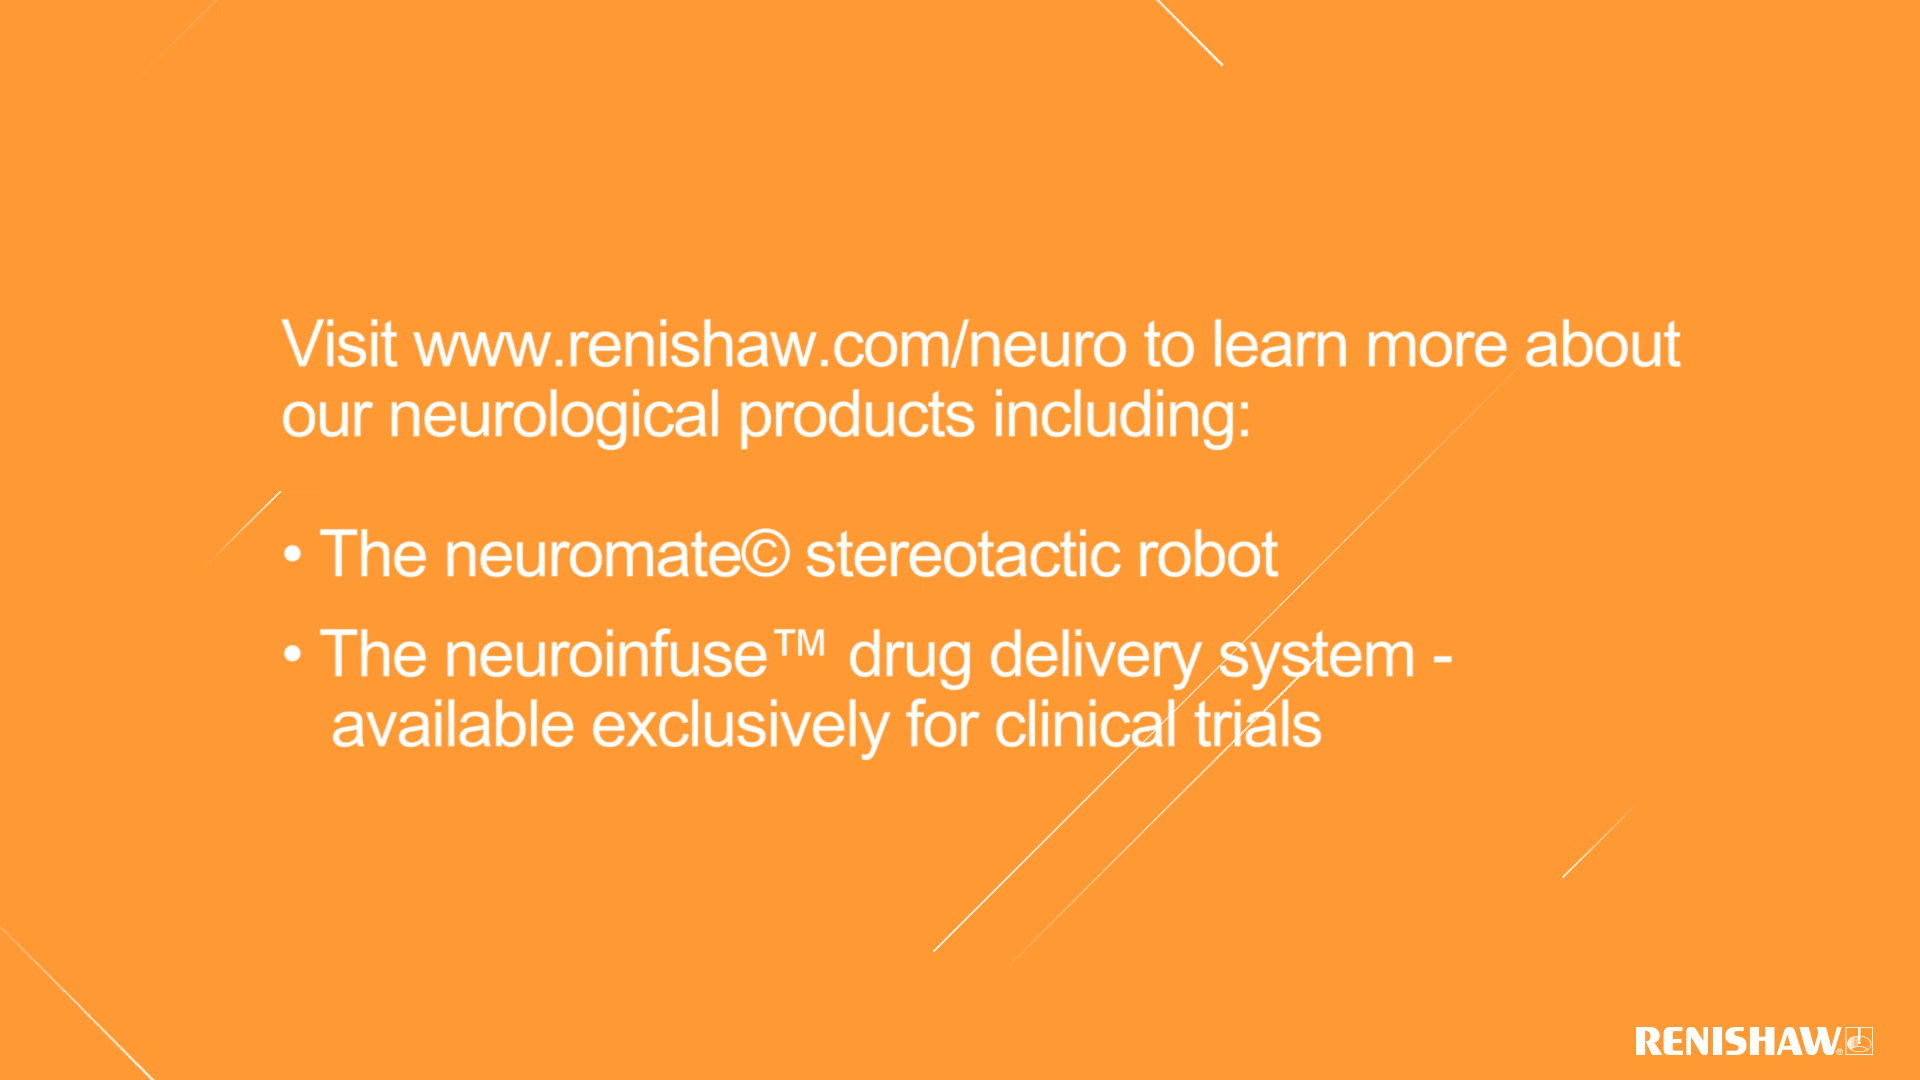 Visit www.renishaw.com/neuro to learn more about
our neurological products including:
• The neuromate© stereotactic robot
• The neuroinfuse™ drug delivery system -
available exclusively for clinical trials
RENISHAW®